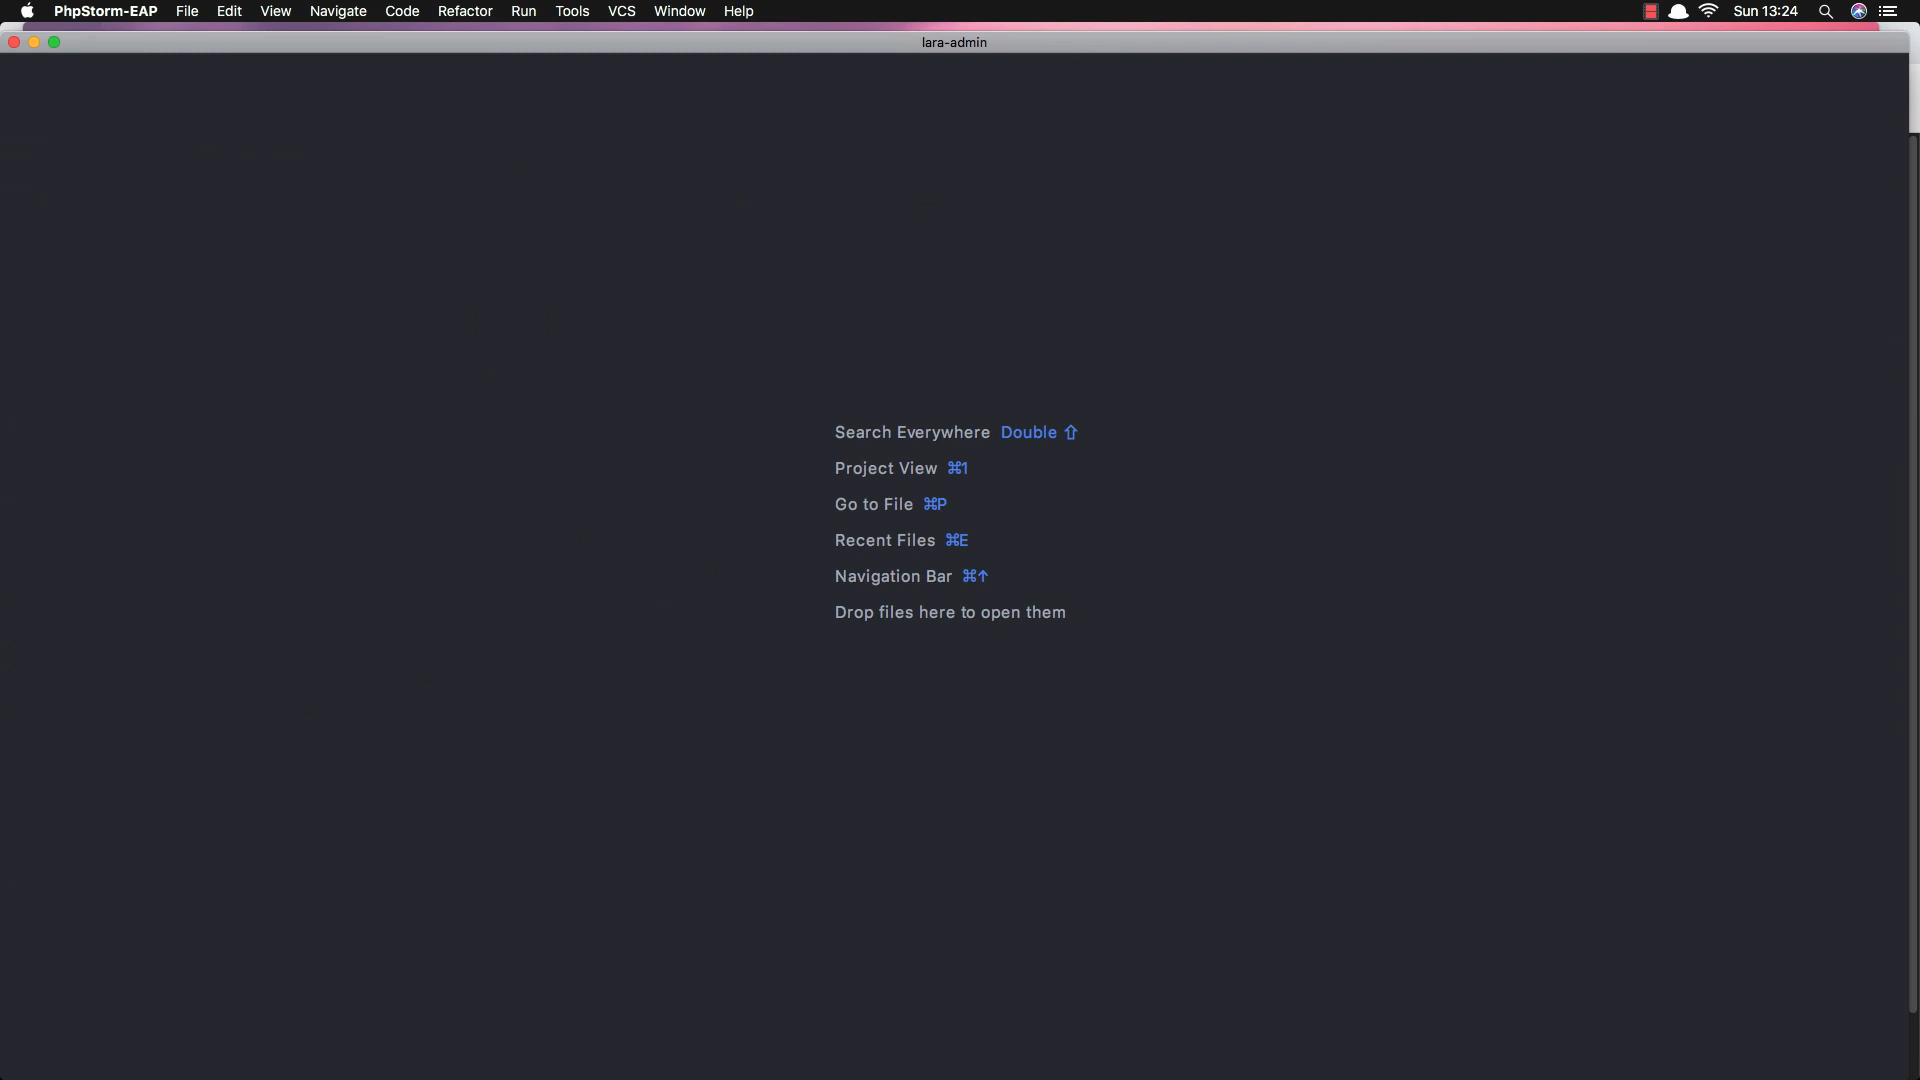 PhpStorm-EAP File Edit View Navigate Code Refactor Run Tools VCS Window Help Sun 13:24
lara-admin
Search Everywhere Double ⇧
Project View ⌘1
Go to File ⌘P
Recent Files ⌘E
Navigation Bar ⌘↑
Drop files here to open them